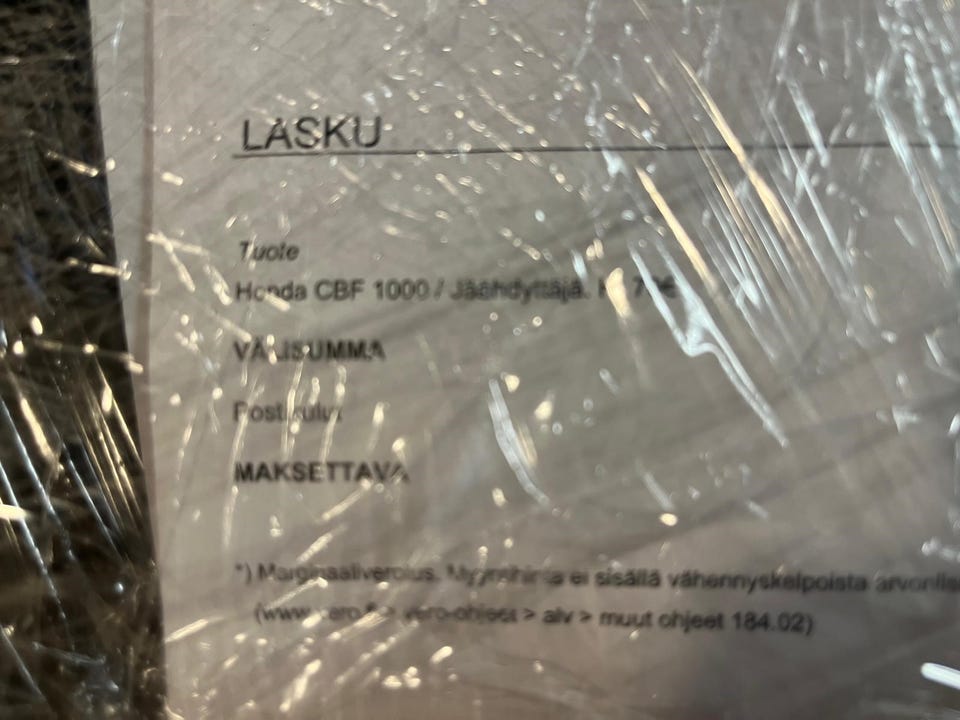 LASKU
Tuote
Honda CBF 1000 / Jäähdyttäjä.
VÄLISUMMA
Postikulut
MAKSETTAVA
*) Marginaaliverotus. Myyntihinta ei sisällä vähennyskelpoista
(www.vero.fi > vero-ohjeet > alv > muut ohjeet 184.02)